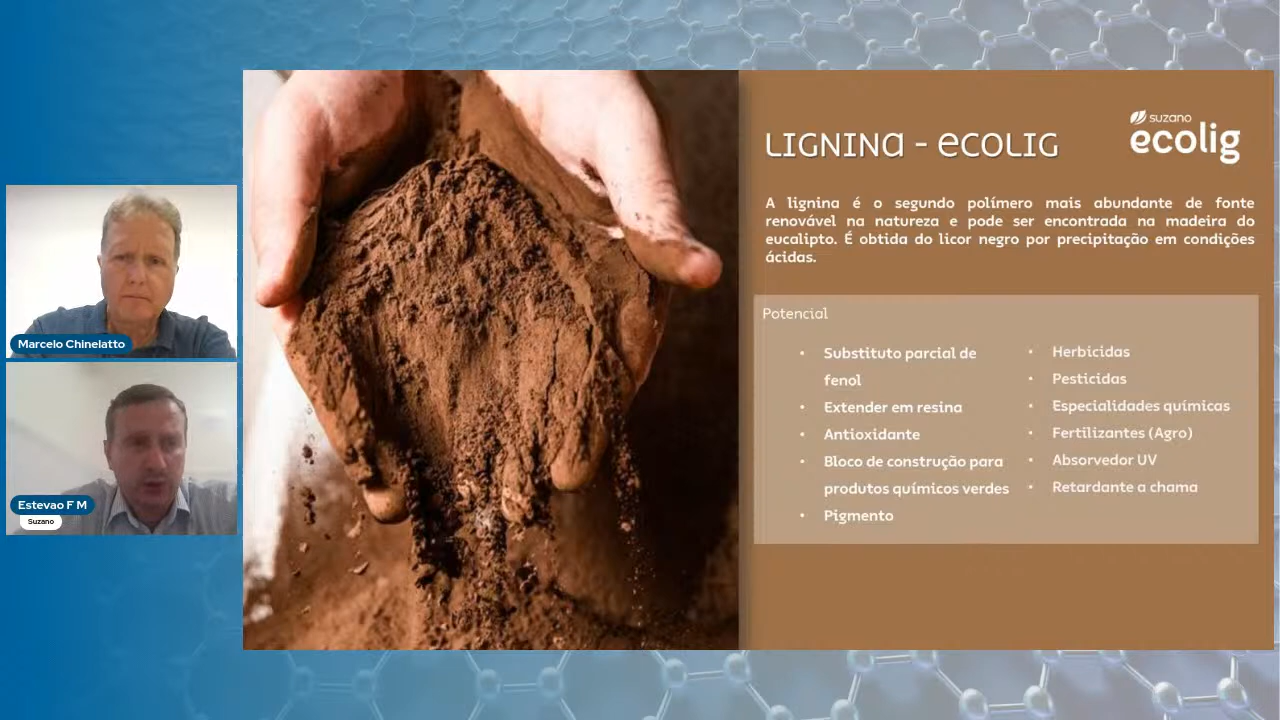 LIGNINA - ECOLIG
suzano
ecolig
A lignina é o segundo polímero mais abundante de fonte
renovável na natureza e pode ser encontrada na madeira do
eucalipto. É obtida do licor negro por precipitação em condições
ácidas.
Potencial
• Substituto parcial de
fenol
• Extender em resina
• Antioxidante
• Bloco de construção para
produtos químicos verdes
• Pigmento
• Herbicidas
• Pesticidas
• Especialidades químicas
• Fertilizantes (Agro)
• Absorvedor UV
• Retardante a chama
Marcelo Chinelatto
Estevao F M
Suzano